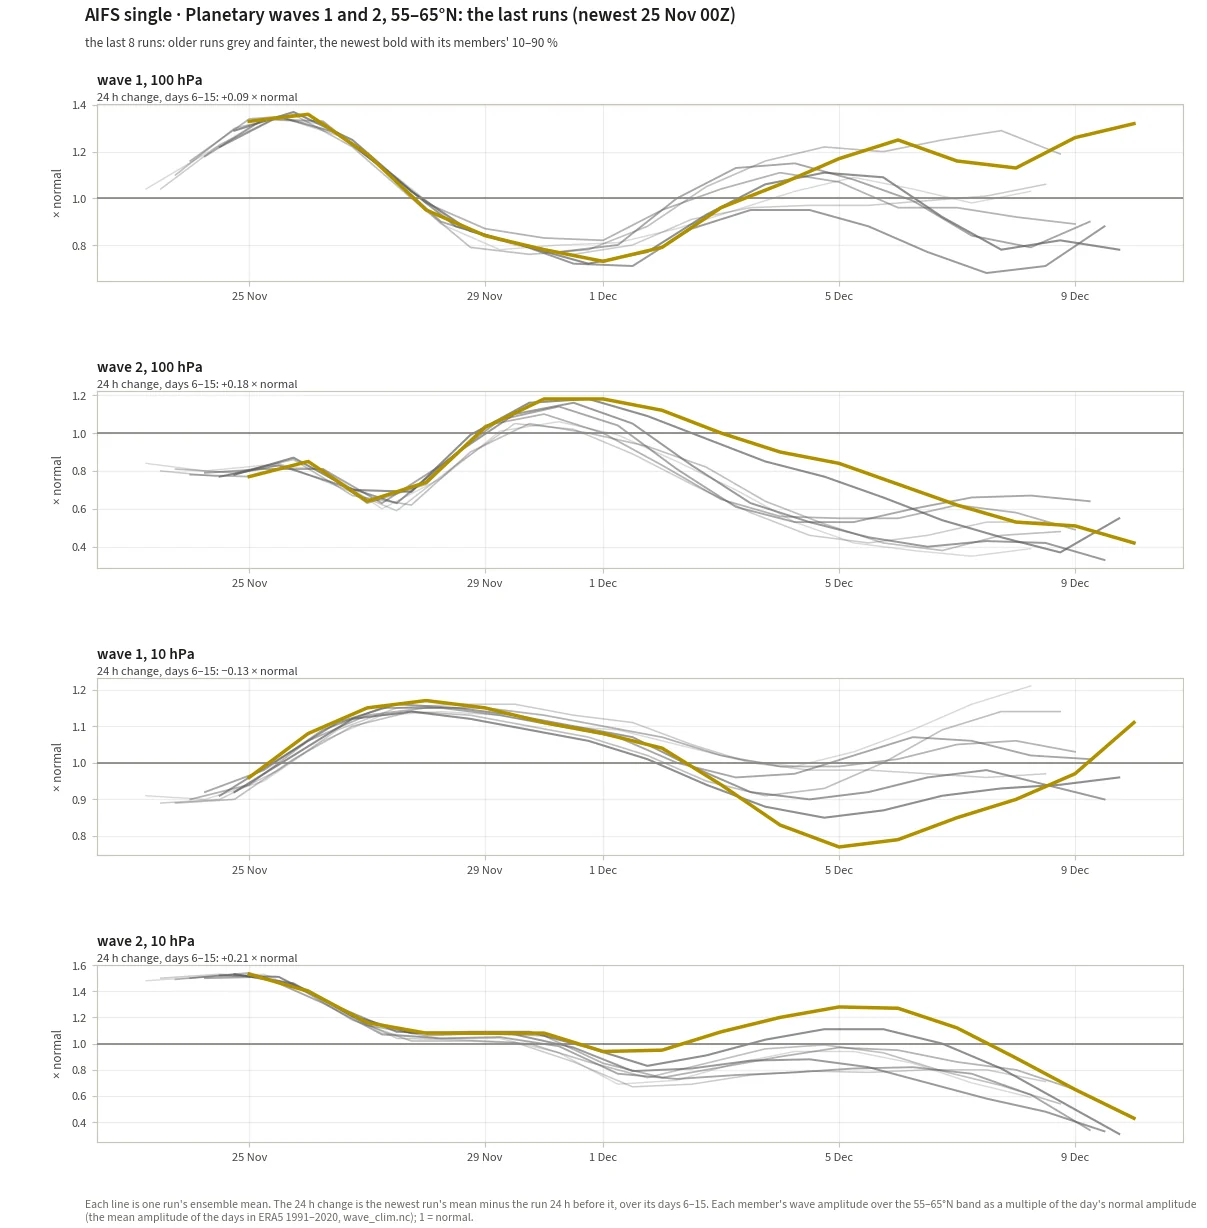 AIFS single · Planetary waves 1 and 2, 55–65°N: the last runs (newest 25 Nov 00Z)
the last 8 runs: older runs grey and fainter, the newest bold with its members' 10–90 %
wave 1, 100 hPa
24 h change, days 6–15: +0.09 × normal
1.4
1.2
1.0
0.8
× normal
25 Nov
29 Nov
1 Dec
5 Dec
9 Dec
wave 2, 100 hPa
24 h change, days 6–15: +0.18 × normal
1.2
1.0
0.8
0.6
0.4
× normal
25 Nov
29 Nov
1 Dec
5 Dec
9 Dec
wave 1, 10 hPa
24 h change, days 6–15: −0.13 × normal
1.2
1.1
1.0
0.9
0.8
× normal
25 Nov
29 Nov
1 Dec
5 Dec
9 Dec
wave 2, 10 hPa
24 h change, days 6–15: +0.21 × normal
1.6
1.4
1.2
1.0
0.8
0.6
0.4
× normal
25 Nov
29 Nov
1 Dec
5 Dec
9 Dec
Each line is one run's ensemble mean. The 24 h change is the newest run's mean minus the run 24 h before it, over its days 6–15. Each member's wave amplitude over the 55–65°N band as a multiple of the day's normal amplitude
(the mean amplitude of the days in ERA5 1991–2020, wave_clim.nc); 1 = normal.